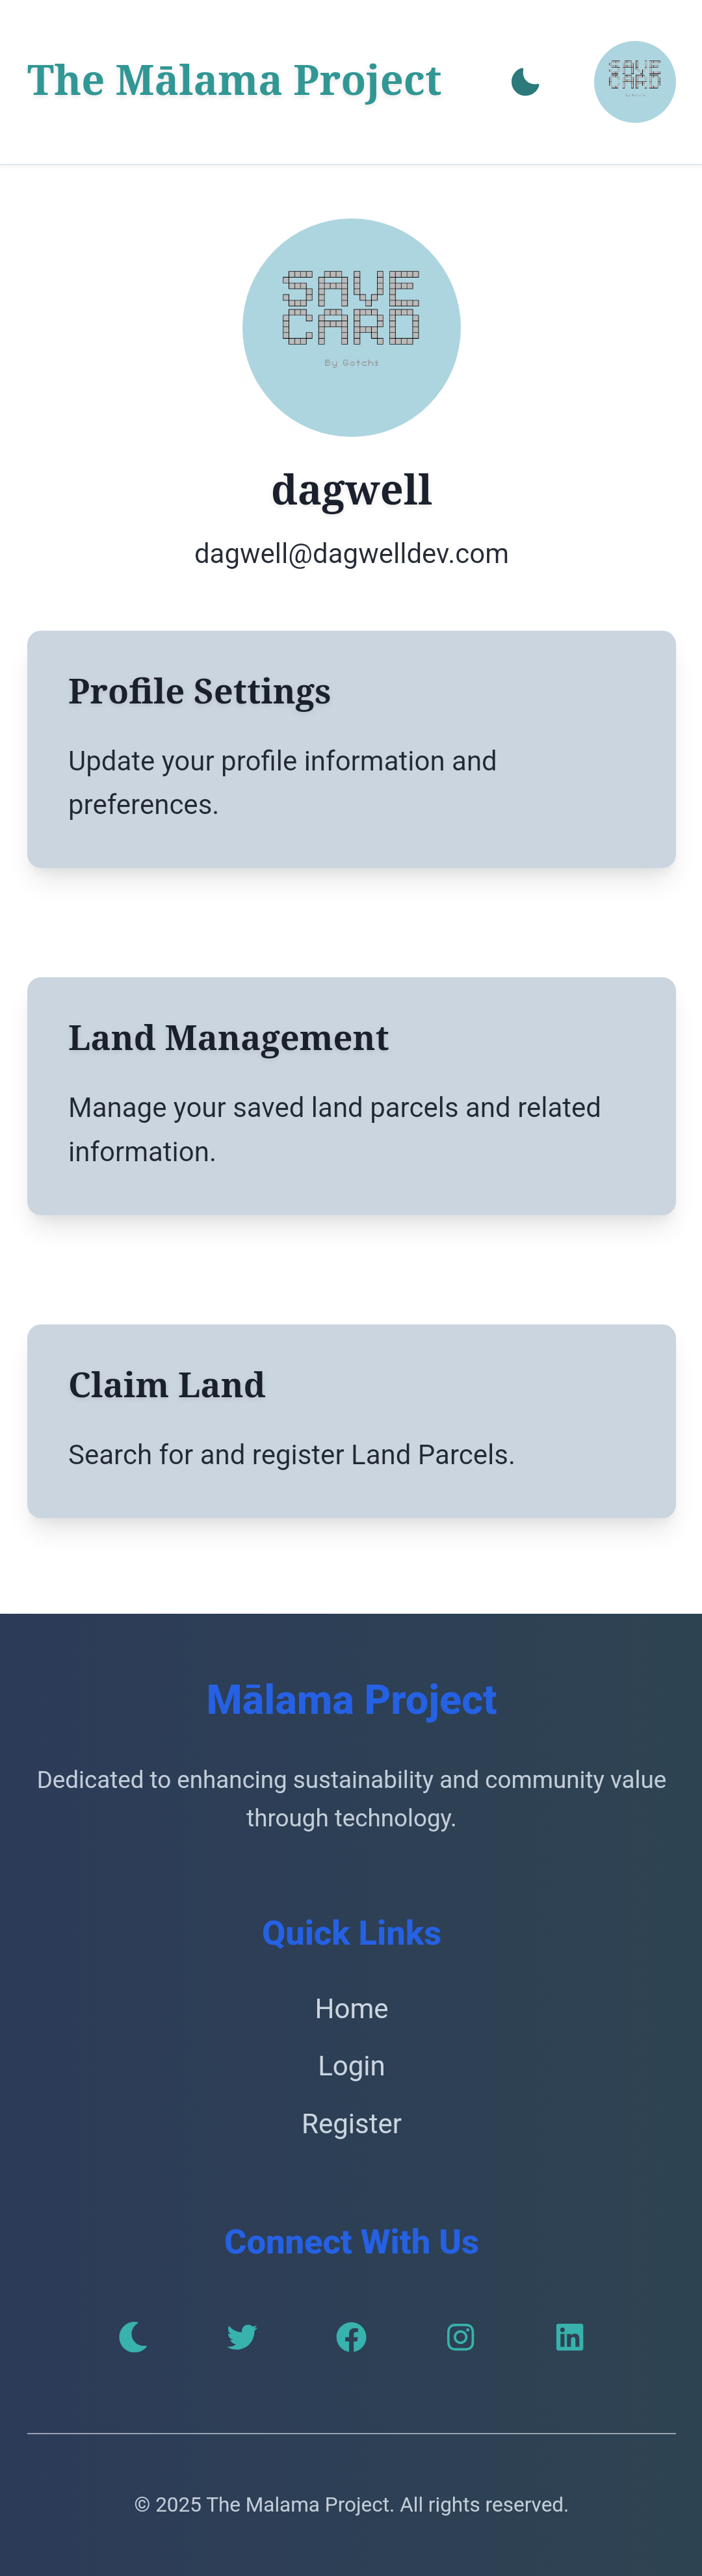 The Mālama Project
SAVE
CARD
SAVE
CARD
By Gotchi
dagwell
dagwell@dagwelldev.com
Profile Settings
Update your profile information and
preferences.
Land Management
Manage your saved land parcels and related
information.
Claim Land
Search for and register Land Parcels.
Mālama Project
Dedicated to enhancing sustainability and community value
through technology.
Quick Links
Home
Login
Register
Connect With Us
© 2025 The Malama Project. All rights reserved.